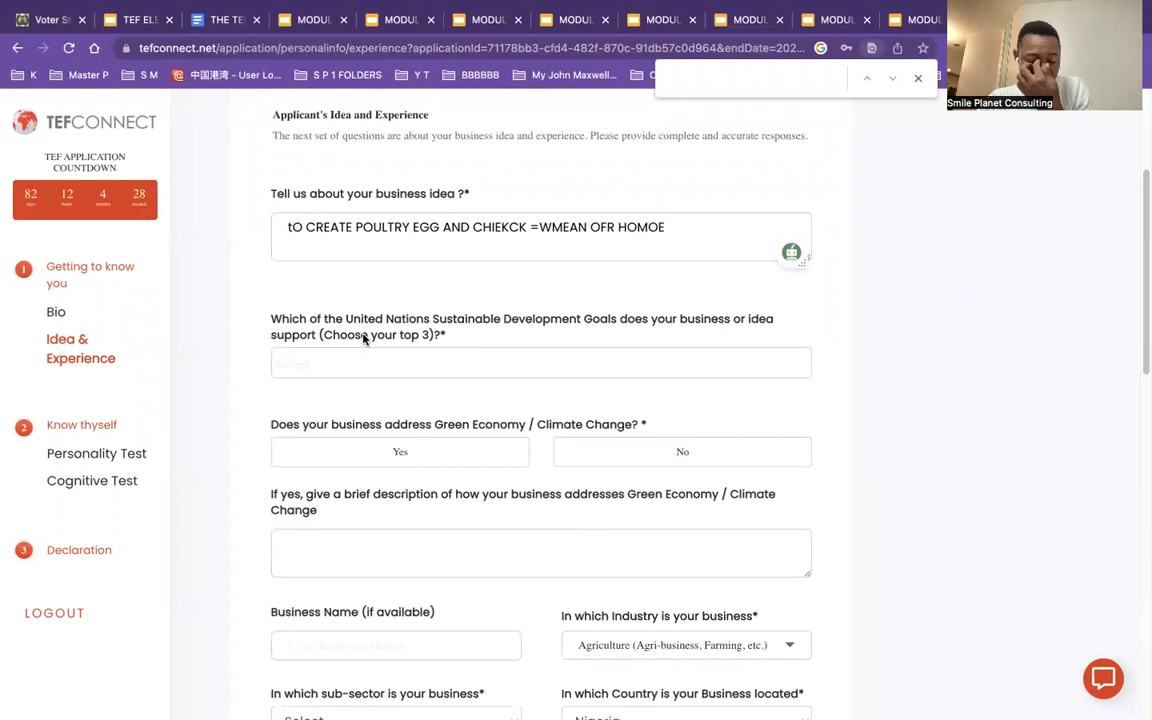 Voter S
TEF ELE
THE TE
MODUL
MODUL
MODUL
MODUL
MODUL
MODUL
MODUL
MODUL
tefconnect.net/application/personalinfo/experience?applicationId=71178bb3-cfd4-482f-870c-91db57c0d964&endDate=202...
K
Master P
S M
中国港湾 - User Lo...
S P 1 FOLDERS
Y T
BBBBBB
My John Maxwel...
Smile Planet Consulting
TEFCONNECT
TEF APPLICATION
COUNTDOWN
82 12 4 28
Getting to know
you
1
Bio
Idea &
Experience
2
Know thyself
Personality Test
Cognitive Test
3
Declaration
LOGOUT
Applicant's Idea and Experience
The next set of questions are about your business idea and experience. Please provide complete and accurate responses.
Tell us about your business idea ?*
tO CREATE POULTRY EGG AND CHIEKCK =WMEAN OFR HOMOE
Which of the United Nations Sustainable Development Goals does your business or idea
support (Choose your top 3)?*
Select
Does your business address Green Economy / Climate Change? *
Yes
No
If yes, give a brief description of how your business addresses Green Economy / Climate
Change
Business Name (if available)
In which Industry is your business*
Business Name
Agriculture (Agri-business, Farming, etc.)
In which sub-sector is your business*
In which Country is your Business located*
Select
Nigeria